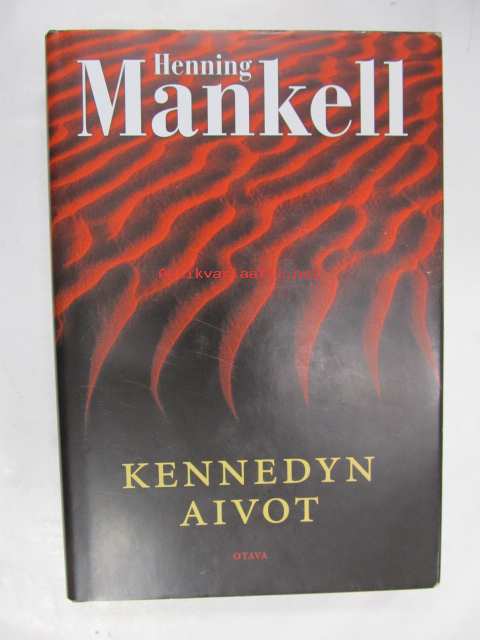 Henning
Mankell
Antikvariaatti.net
KENNEDYN
AIVOT
OTAVA